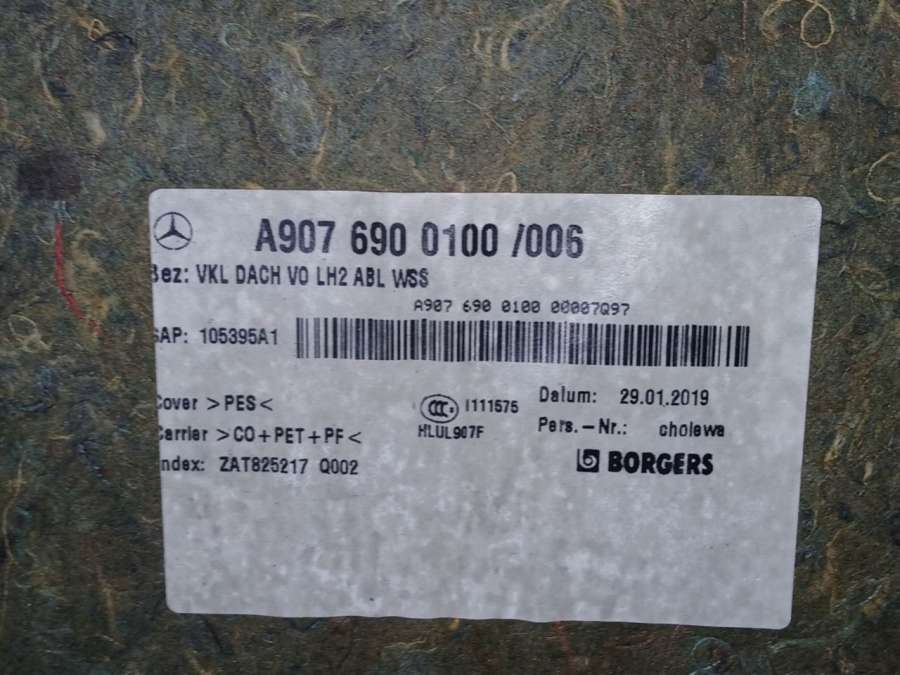 A907 690 0100 /006
Bez: VKL DACH VO LH2 ABL WSS
A907 690 0100 00007Q97
SAP: 105395A1
Cover >PES<
Carrier >CO+PET+PF<
Index: ZAT825217 Q002
CCC I111575
HLUL907F
Datum: 29.01.2019
Pers.-Nr.: cholewa
BORGERS